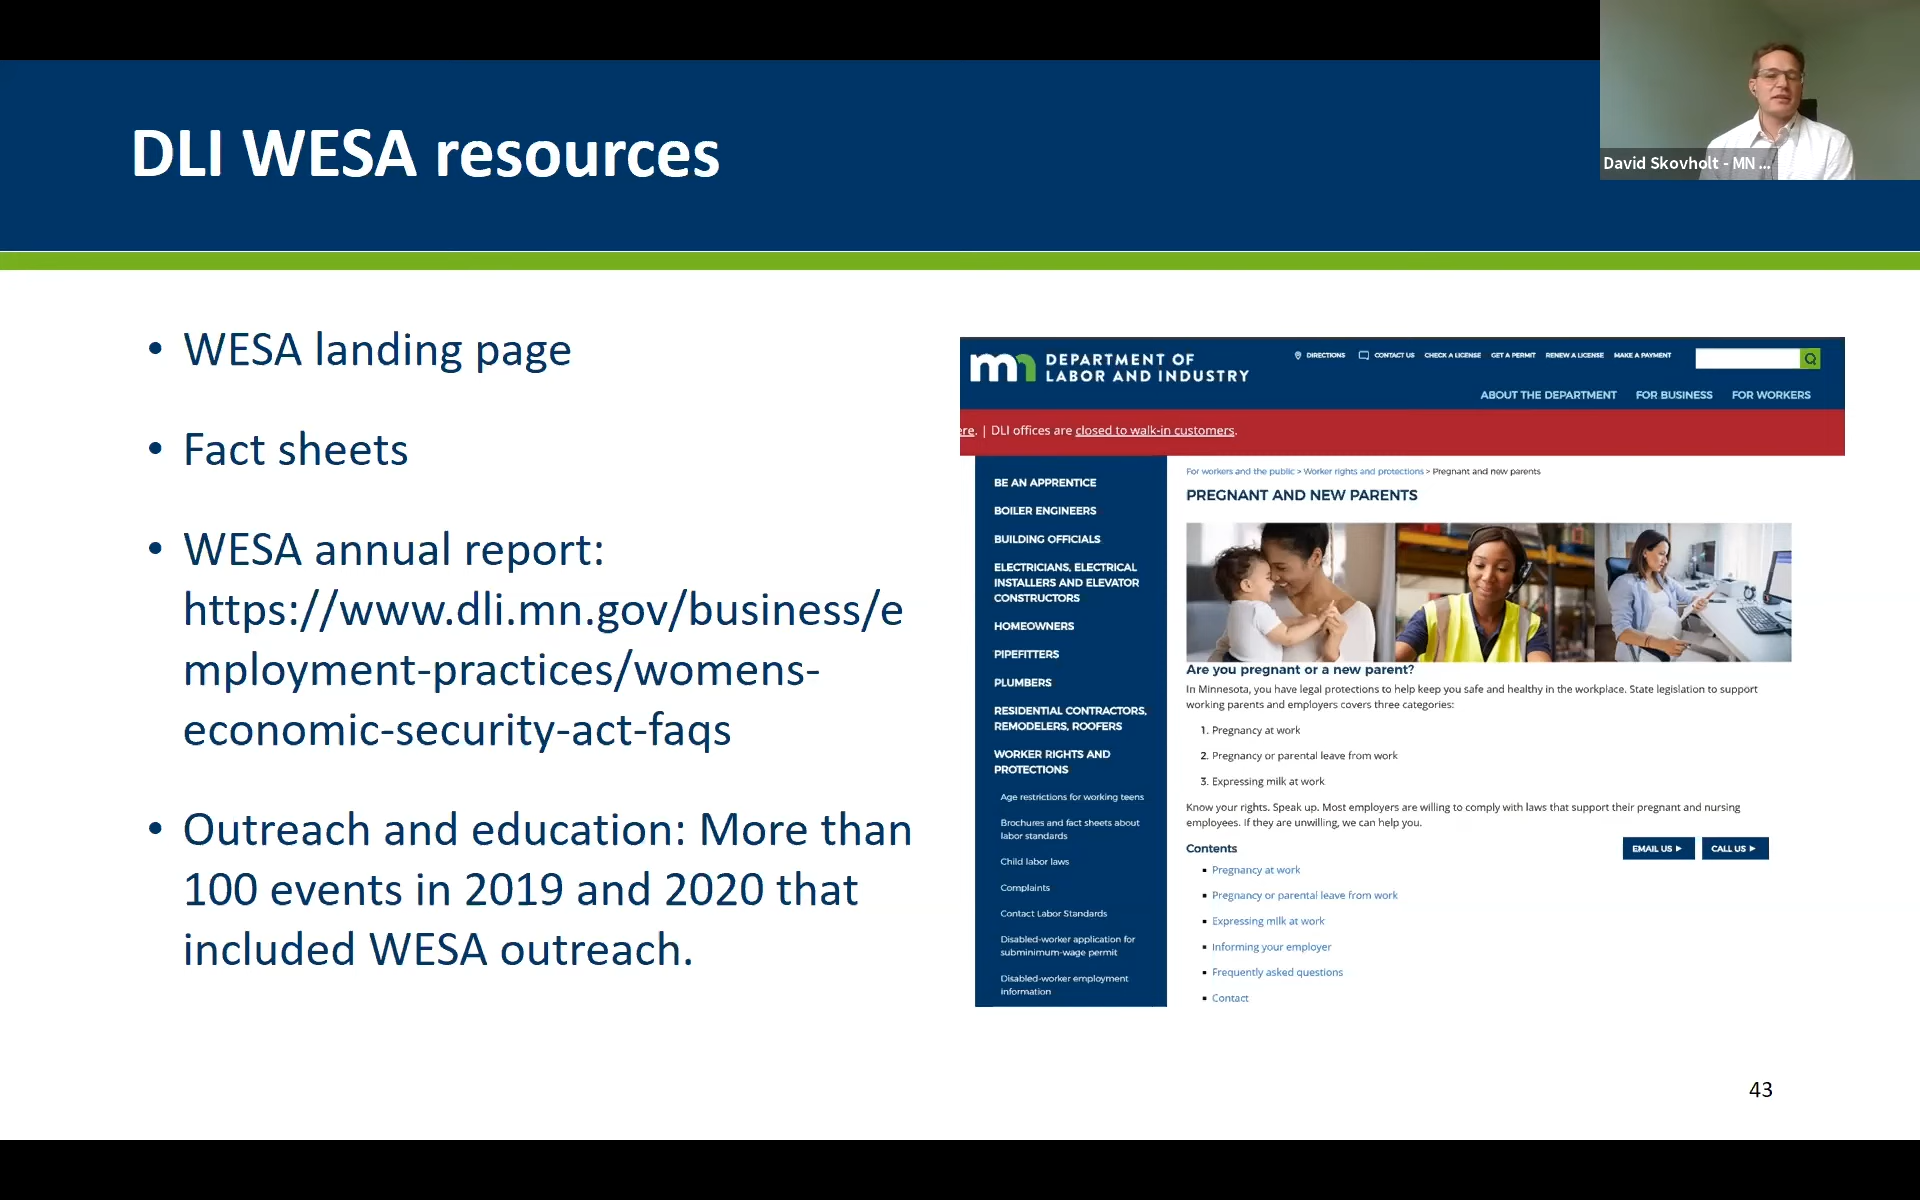 DLI WESA resources
David Skovholt - MN ...
• WESA landing page
• Fact sheets
• WESA annual report:
https://www.dli.mn.gov/business/e
mployment-practices/womens-
economic-security-act-faqs
• Outreach and education: More than
100 events in 2019 and 2020 that
included WESA outreach.
mn DEPARTMENT OF
LABOR AND INDUSTRY
DIRECTIONS CONTACT US CHECK A LICENSE GET A PERMIT RENEW A LICENSE MAKE A PAYMENT
ABOUT THE DEPARTMENT FOR BUSINESS FOR WORKERS
ere. | DLI offices are closed to walk-in customers.
BE AN APPRENTICE
BOILER ENGINEERS
BUILDING OFFICIALS
ELECTRICIANS, ELECTRICAL
INSTALLERS AND ELEVATOR
CONSTRUCTORS
HOMEOWNERS
PIPEFITTERS
PLUMBERS
RESIDENTIAL CONTRACTORS,
REMODELERS, ROOFERS
WORKER RIGHTS AND
PROTECTIONS
Age restrictions for working teens
Brochures and fact sheets about
labor standards
Child labor laws
Complaints
Contact Labor Standards
Disabled-worker application for
subminimum-wage permit
Disabled-worker employment
information
For workers and the public > Worker rights and protections > Pregnant and new parents
PREGNANT AND NEW PARENTS
Are you pregnant or a new parent?
In Minnesota, you have legal protections to help keep you safe and healthy in the workplace. State legislation to support
working parents and employers covers three categories:
1. Pregnancy at work
2. Pregnancy or parental leave from work
3. Expressing milk at work
Know your rights. Speak up. Most employers are willing to comply with laws that support their pregnant and nursing
employees. If they are unwilling, we can help you.
Contents
EMAIL US ▶ CALL US ▶
▪ Pregnancy at work
▪ Pregnancy or parental leave from work
▪ Expressing milk at work
▪ Informing your employer
▪ Frequently asked questions
▪ Contact
43